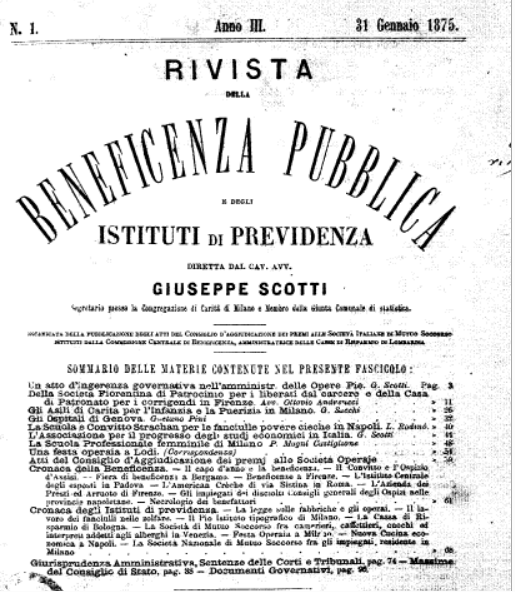 N. 1. Anno III. 31 Gennaio 1875.
RIVISTA
DELLA
BENEFICENZA PUBBLICA
E DEGLI
ISTITUTI DI PREVIDENZA
DIRETTA DAL CAV. AVV.
GIUSEPPE SCOTTI
Segretario presso la Congregazione di Carità di Milano e Membro della Giunta Comunale di statistica.
INCARICATA DELLA PUBBLICAZIONE DEGLI ATTI DEL CONSIGLIO D'AGGIUDICAZIONE DEI PREMI ALLE SOCIETÀ ITALIANE DI MUTUO SOCCORSO
ISTITUITI DALLA COMMISSIONE CENTRALE DI BENEFICENZA, AMMINISTRATRICE DELLE CASSE DI RISPARMIO DI LOMBARDIA
SOMMARIO DELLE MATERIE CONTENUTE NEL PRESENTE FASCICOLO:
Un atto d'ingerenza governativa nell'amministr. delle Opere Pie. G. Scotti. Pag. 3
Della Società Fiorentina di Patrocinio per i liberati dal carcere e della Casa
di Patronato per i corrigendi in Firenze. Avv. Ottavio Andreucci » 11
Gli Asili di Carità per l'Infanzia e la Puerizia in Milano. G. Sacchi » 26
Gli Ospitali di Genova. Gaetano Pini »
La Scuola e Convitto Strachan per le fanciulle povere cieche in Napoli. L. Rodinò. » 40
L'Associazione per il progresso degli studj economici in Italia. G. Scotti » 44
La Scuola Professionale femminile di Milano P. Magni Castiglione »
Una festa operaia a Lodi. (Corrispondenza) » 54
Atti del Consiglio d'Aggiudicazione dei premj alle Società Operaje »
Cronaca della Beneficenza. — Il capo d'anno e la beneficenza. — Il Convitto e l'Ospizio
d'Assisi. — Fiera di beneficenza a Bergamo. — Beneficenze a Firenze. — L'Istituto Centrale
degli esposti in Padova — L'American Crèche di via Sistina in Roma. — L'Azienda dei
Presti ed Arruoto di Firenze. — Gli impiegati dei disciolti Consigli generali degli Ospizi nelle
provincie napoletane. — Necrologio dei benefattori » 61
Cronaca degli Istituti di previdenza. — La legge sulle fabbriche e gli operai. — Il la-
voro dei fanciulli nelle zolfare. — Il Pio Istituto tipografico di Milano. — La Cassa di Ri-
sparmio di Bologna. — La Società di Mutuo Soccorso fra camerieri, caffettieri, cuochi ed
interpreti addetti agli alberghi in Venezia. — Festa Operaia a Milano. — Nuova Cucina eco-
nomica a Napoli. — La Società Nazionale di Mutuo Soccorso fra gli impiegati, residente in
Milano » 68
Giurisprudenza Amministrativa, Sentenze delle Corti e Tribunali, pag. 74 — Massime
del Consiglio di Stato, pag. 88 — Documenti Governativi, pag.